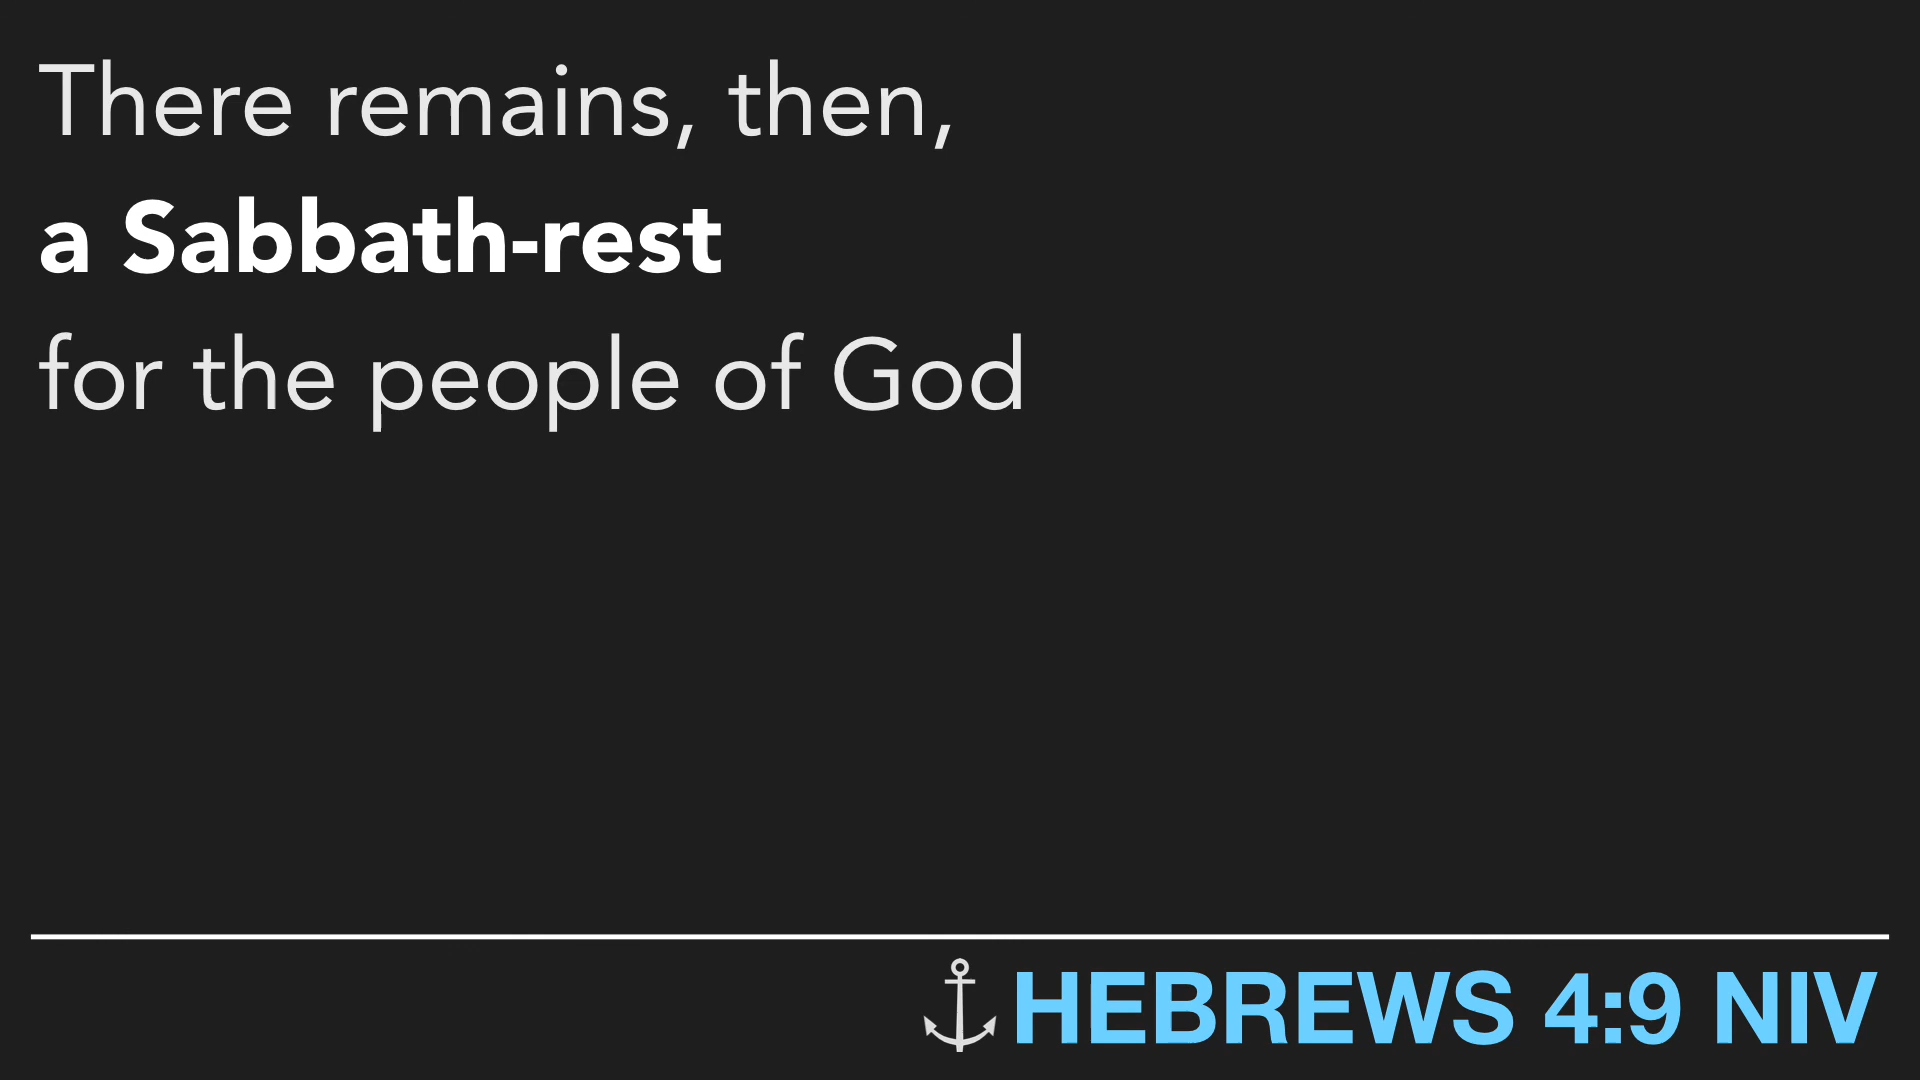 There remains, then,
a Sabbath-rest
for the people of God
HEBREWS 4:9 NIV